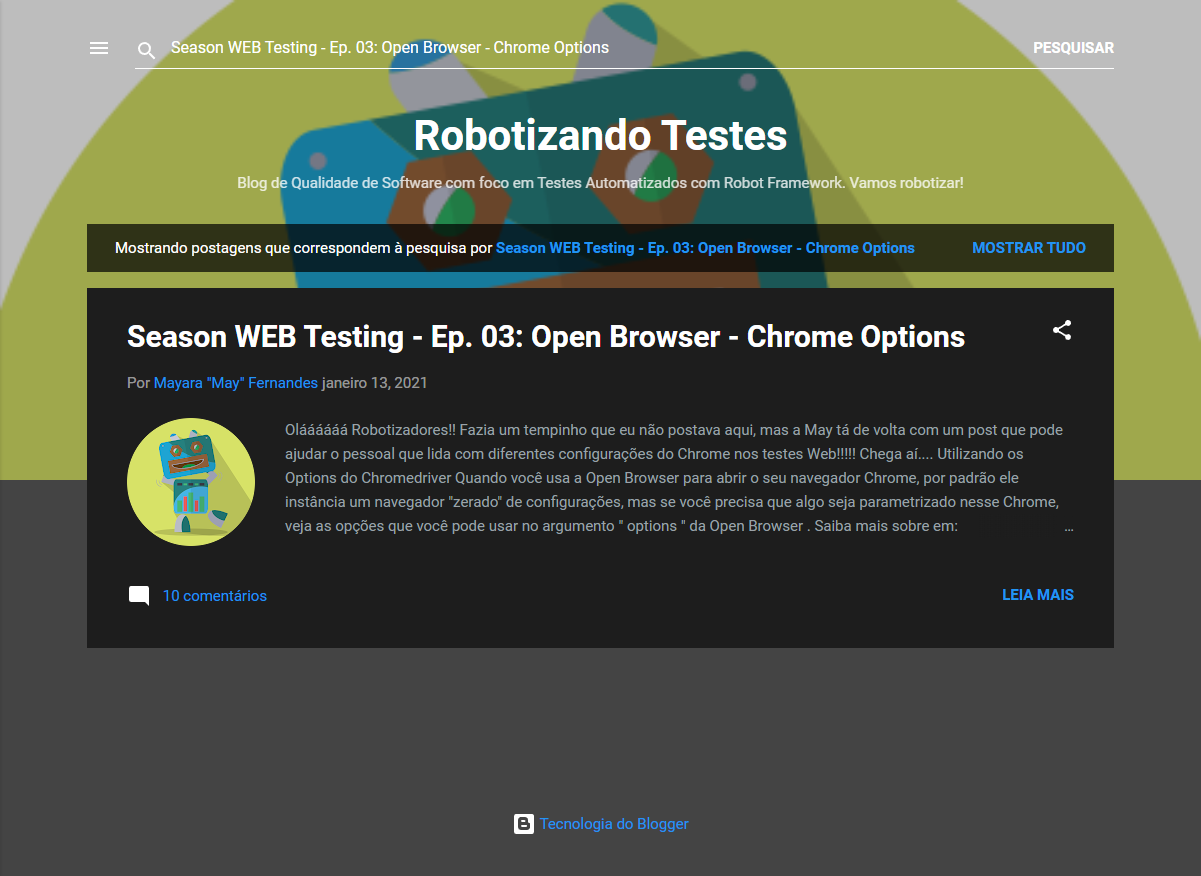 Season WEB Testing - Ep. 03: Open Browser - Chrome Options
PESQUISAR
Robotizando Testes
Blog de Qualidade de Software com foco em Testes Automatizados com Robot Framework. Vamos robotizar!
Mostrando postagens que correspondem à pesquisa por Season WEB Testing - Ep. 03: Open Browser - Chrome Options
MOSTRAR TUDO
Season WEB Testing - Ep. 03: Open Browser - Chrome Options
Por Mayara "May" Fernandes janeiro 13, 2021
Oláááááá Robotizadores!! Fazia um tempinho que eu não postava aqui, mas a May tá de volta com um post que pode
ajudar o pessoal que lida com diferentes configurações do Chrome nos testes Web!!!!! Chega aí.... Utilizando os
Options do Chromedriver Quando você usa a Open Browser para abrir o seu navegador Chrome, por padrão ele
instância um navegador "zerado" de configurações, mas se você precisa que algo seja parametrizado nesse Chrome,
veja as opções que você pode usar no argumento " options " da Open Browser . Saiba mais sobre em: ...
10 comentários
LEIA MAIS
Tecnologia do Blogger